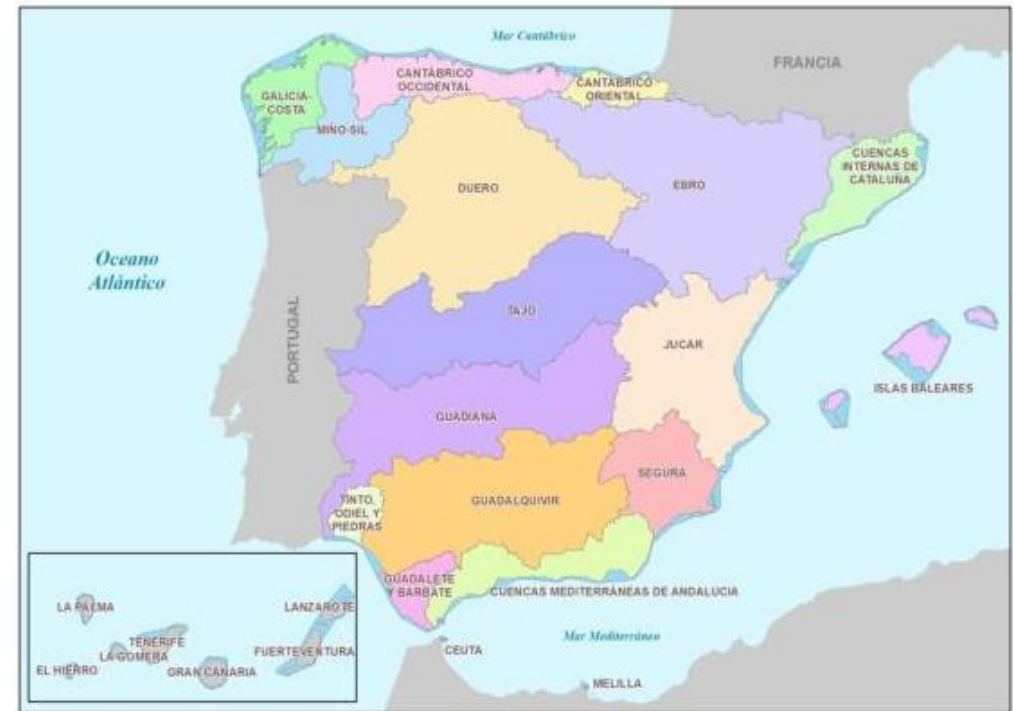 Mar Cantábrico
FRANCIA
CANTÁBRICO
OCCIDENTAL
CANTÁBRICO
ORIENTAL
GALICIA-
COSTA
MIÑO-SIL
CUENCAS
INTERNAS DE
CATALUÑA
DUERO
EBRO
Oceano
Atlántico
TAJO
PORTUGAL
JUCAR
ISLAS BALEARES
GUADIANA
SEGURA
TINTO,
ODIEL Y
PIEDRAS
GUADALQUIVIR
GUADALETE
Y BARBATE
CUENCAS MEDITERRÁNEAS DE ANDALUCIA
LA PALMA
LANZAROTE
TENERIFE
LA GOMERA
FUERTEVENTURA
EL HIERRO
GRAN CANARIA
Mar Mediterráneo
CEUTA
MELILLA